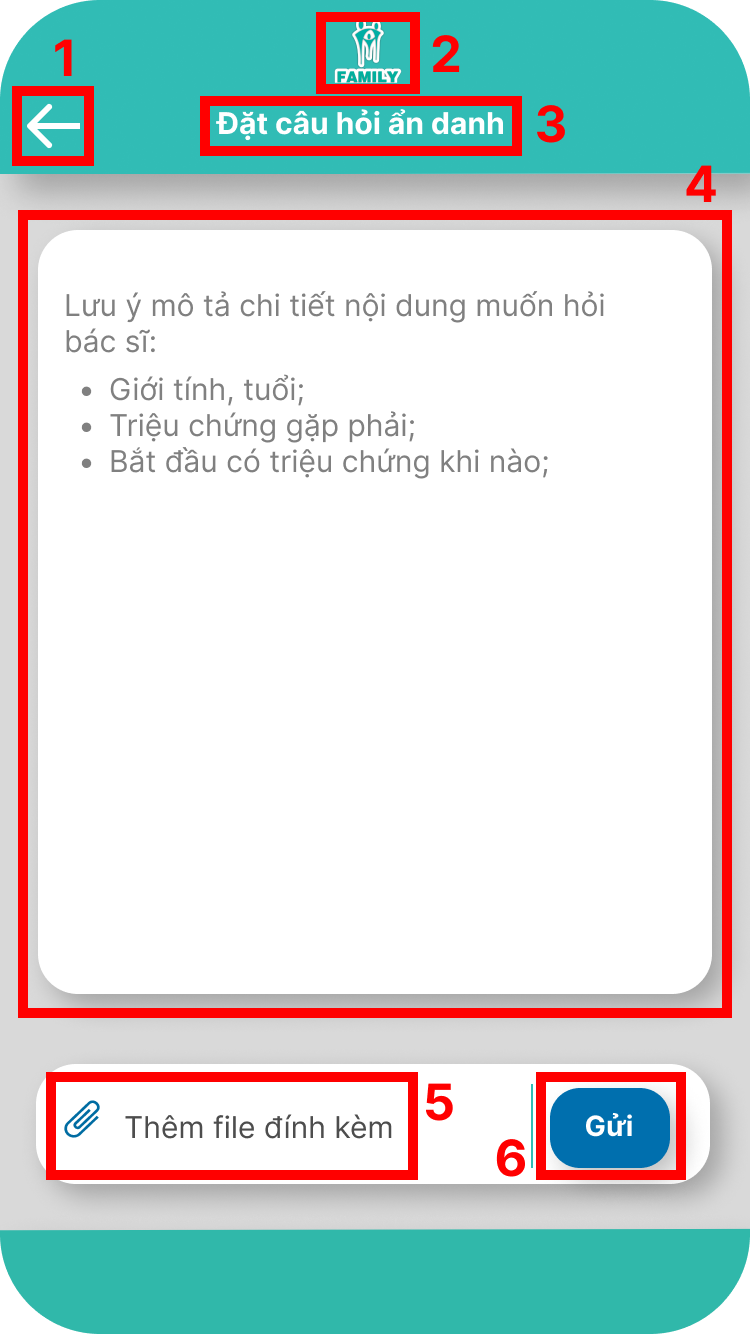 1
2
FAMILY
Đặt câu hỏi ẩn danh
3
4
Lưu ý mô tả chi tiết nội dung muốn hỏi
bác sĩ:
• Giới tính, tuổi;
• Triệu chứng gặp phải;
• Bắt đầu có triệu chứng khi nào;
Thêm file đính kèm
5
6
Gửi